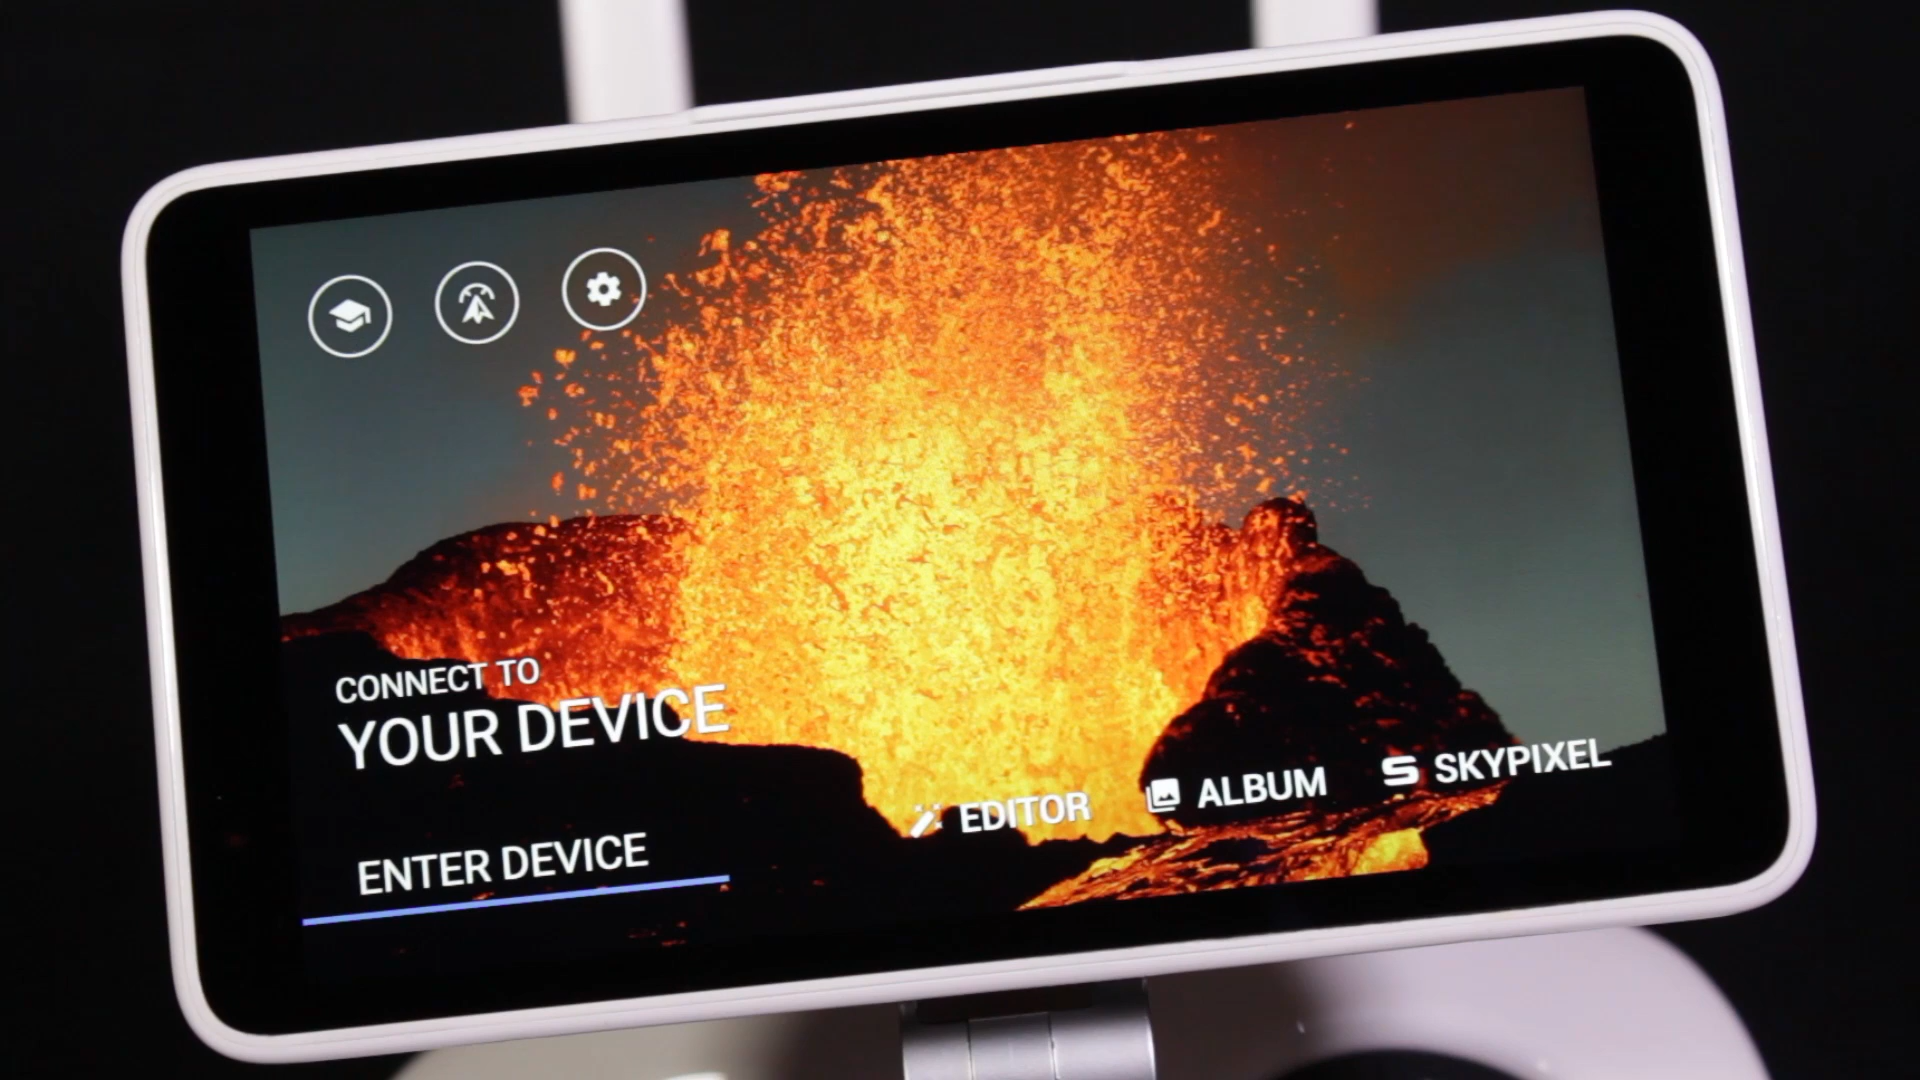 CONNECT TO
YOUR DEVICE
ENTER DEVICE
EDITOR
ALBUM
SKYPIXEL